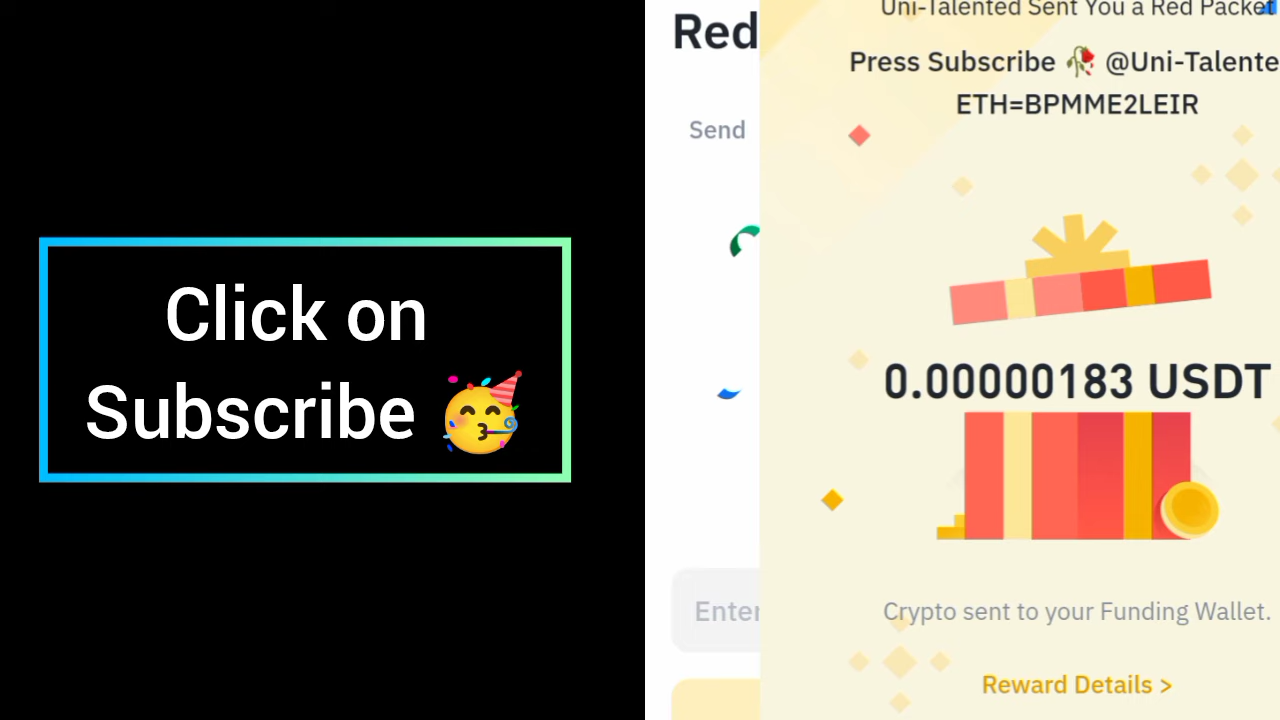 Click on
Subscribe 🥳
Red
Send
Enter
Uni-Talented Sent You a Red Packet
Press Subscribe 🥀 @Uni-Talente
ETH=BPMME2LEIR
0.00000183 USDT
Crypto sent to your Funding Wallet.
Reward Details >